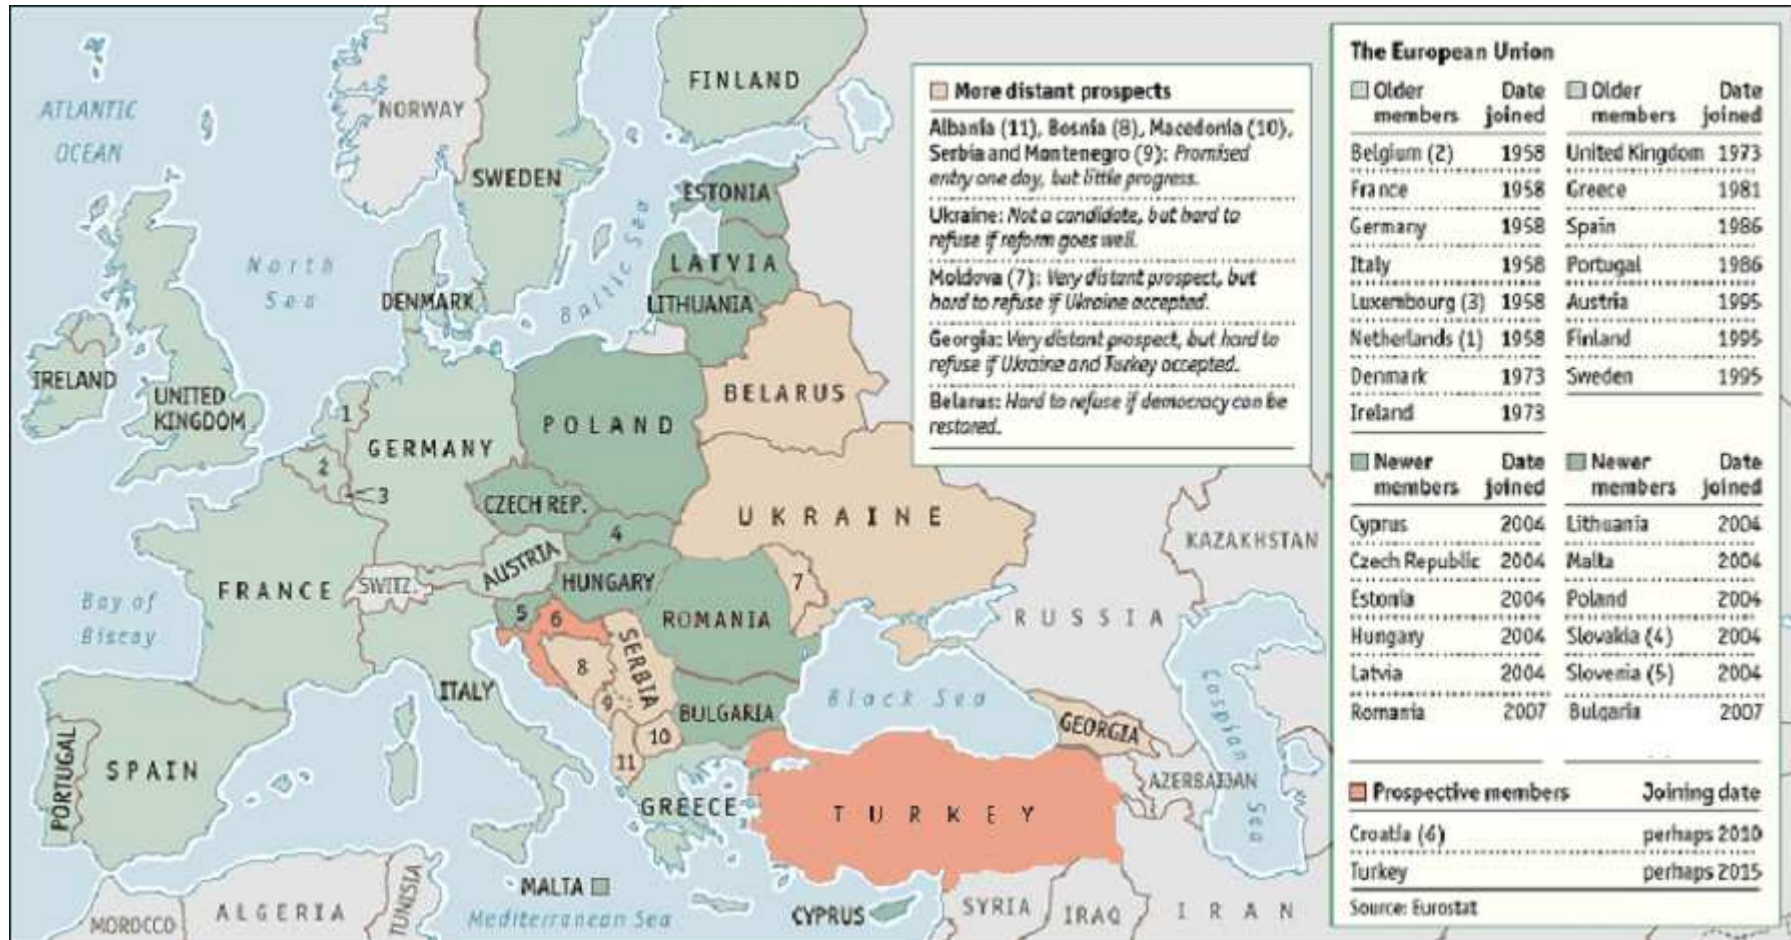 ATLANTIC
OCEAN
NORWAY
FINLAND
SWEDEN
ESTONIA
North
Sea
Baltic Sea
LATVIA
DENMARK
LITHUANIA
IRELAND
UNITED
KINGDOM
1
GERMANY
POLAND
BELARUS
2
3
CZECH REP.
UKRAINE
4
KAZAKHSTAN
FRANCE
SWITZ.
AUSTRIA
HUNGARY
7
Bay of
Biscay
5
6
ROMANIA
RUSSIA
SERBIA
8
ITALY
9
BULGARIA
Black Sea
Caspian Sea
GEORGIA
10
11
PORTUGAL
SPAIN
GREECE
TURKEY
AZERBAIJAN
MALTA
Mediterranean Sea
CYPRUS
MOROCCO
ALGERIA
TUNISIA
SYRIA
IRAQ
IRAN
More distant prospects
Albania (11), Bosnia (8), Macedonia (10),
Serbia and Montenegro (9): Promised
entry one day, but little progress.
Ukraine: Not a candidate, but hard to
refuse if reform goes well.
Moldova (7): Very distant prospect, but
hard to refuse if Ukraine accepted.
Georgia: Very distant prospect, but hard to
refuse if Ukraine and Turkey accepted.
Belarus: Hard to refuse if democracy can be
restored.
The European Union
Older Date Older Date
members joined members joined
Belgium (2) 1958 United Kingdom 1973
France 1958 Greece 1981
Germany 1958 Spain 1986
Italy 1958 Portugal 1986
Luxembourg (3) 1958 Austria 1995
Netherlands (1) 1958 Finland 1995
Denmark 1973 Sweden 1995
Ireland 1973
Newer Date Newer Date
members joined members joined
Cyprus 2004 Lithuania 2004
Czech Republic 2004 Malta 2004
Estonia 2004 Poland 2004
Hungary 2004 Slovakia (4) 2004
Latvia 2004 Slovenia (5) 2004
Romania 2007 Bulgaria 2007
Prospective members Joining date
Croatia (6) perhaps 2010
Turkey perhaps 2015
Source: Eurostat